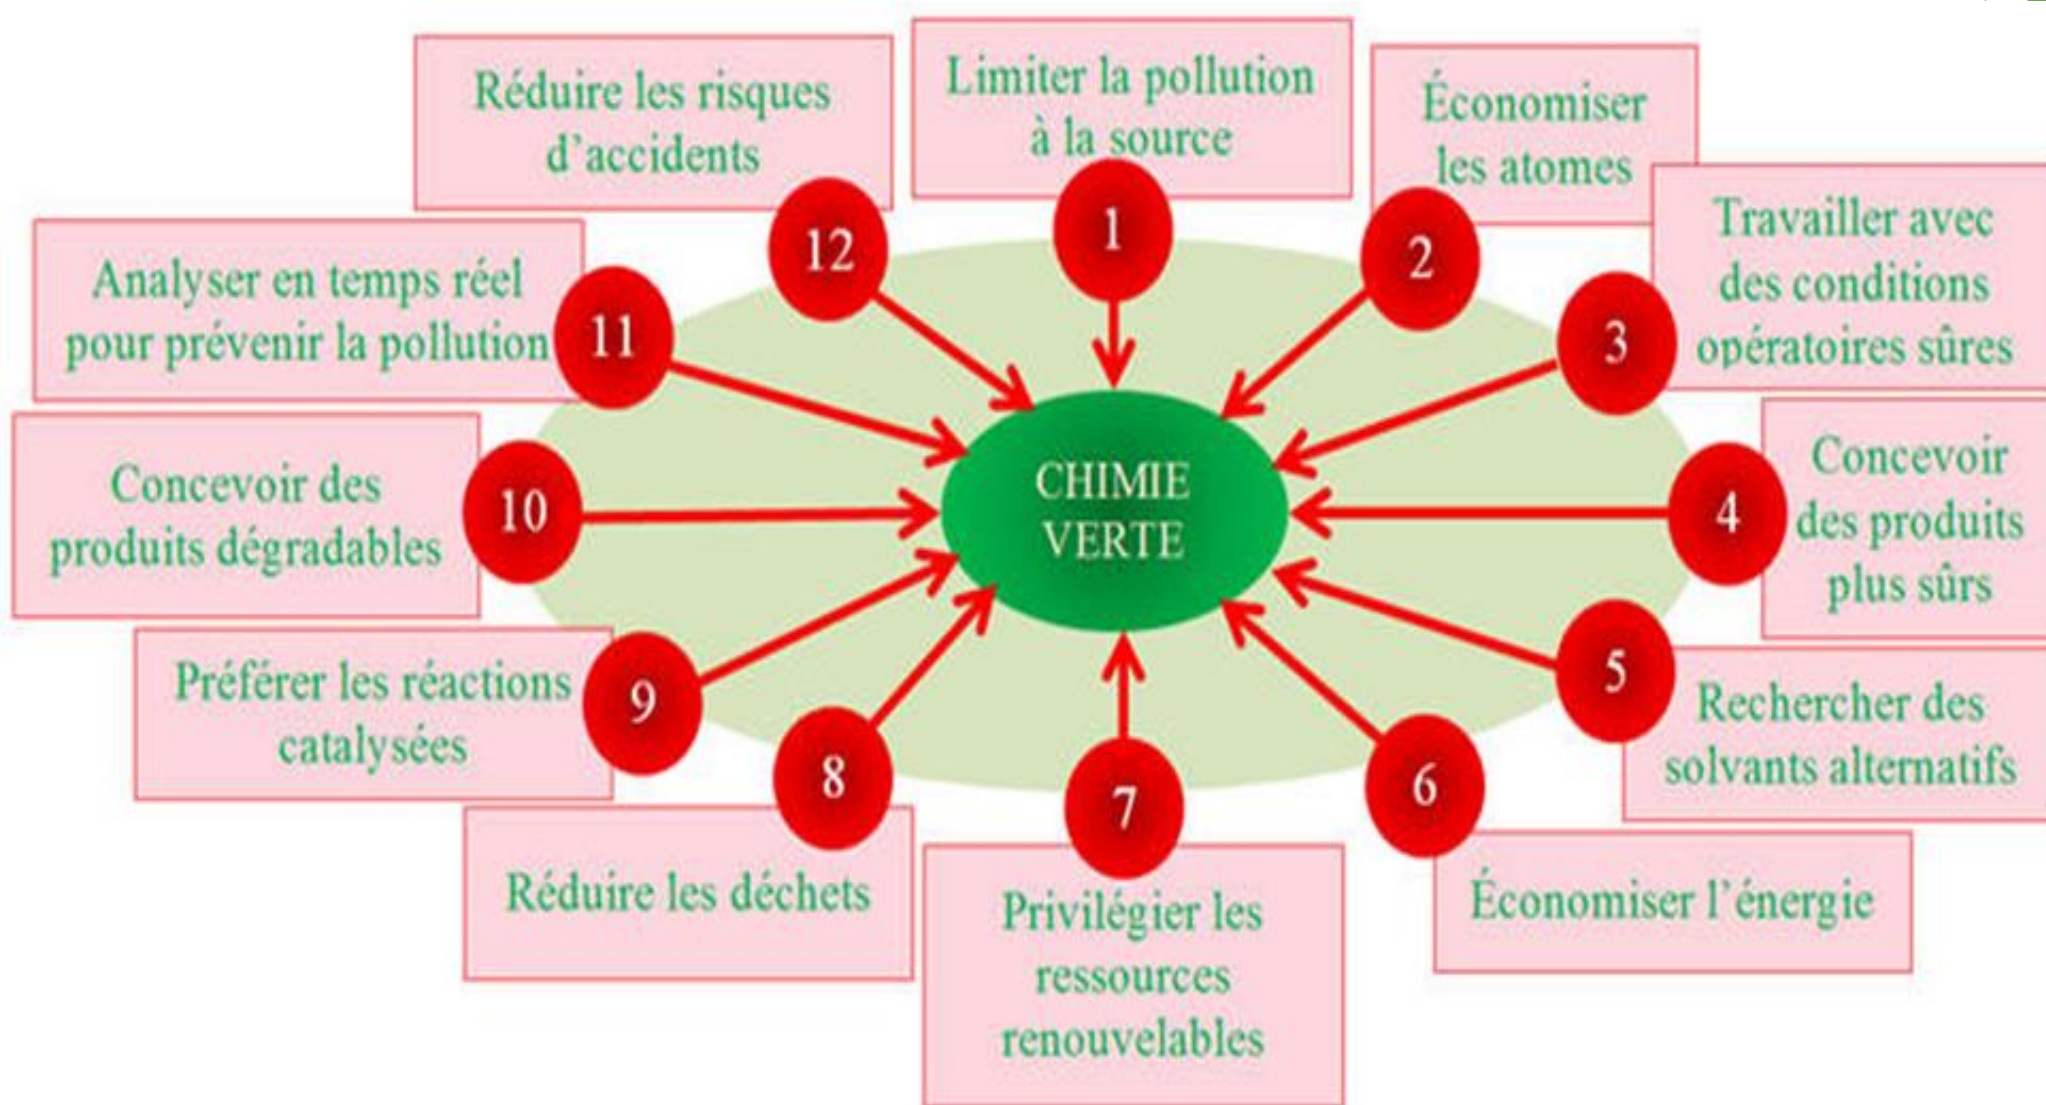 CHIMIE
VERTE
1
Limiter la pollution
à la source
2
Économiser
les atomes
3
Travailler avec
des conditions
opératoires sûres
4
Concevoir
des produits
plus sûrs
5
Rechercher des
solvants alternatifs
6
Économiser l’énergie
7
Privilégier les
ressources
renouvelables
8
Réduire les déchets
9
Préférer les réactions
catalysées
10
Concevoir des
produits dégradables
11
Analyser en temps réel
pour prévenir la pollution
12
Réduire les risques
d’accidents